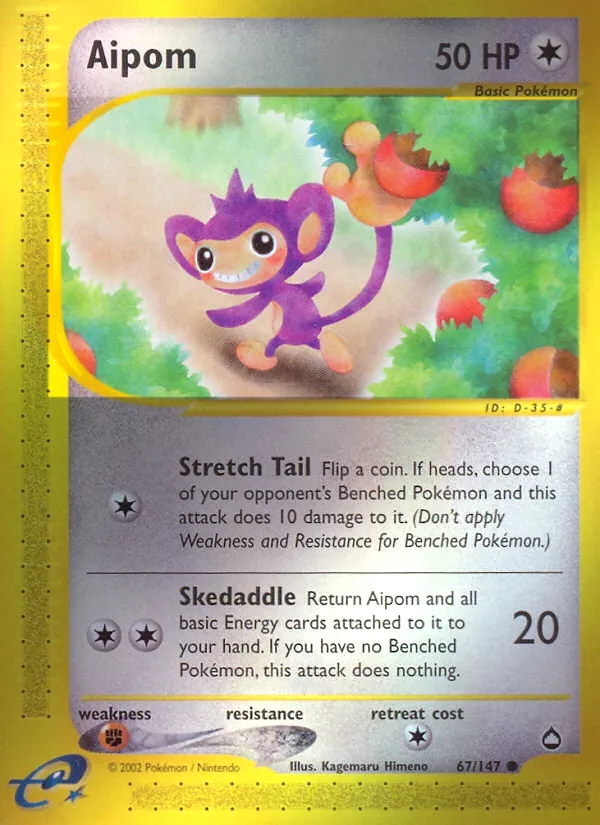 Aipom
50 HP
Basic Pokémon
ID: D-35-#
Stretch Tail Flip a coin. If heads, choose 1
of your opponent's Benched Pokémon and this
attack does 10 damage to it. (Don't apply
Weakness and Resistance for Benched Pokémon.)
Skedaddle Return Aipom and all
basic Energy cards attached to it to
your hand. If you have no Benched
Pokémon, this attack does nothing.
20
weakness resistance retreat cost
© 2002 Pokémon / Nintendo Illus. Kagemaru Himeno 67/147
e